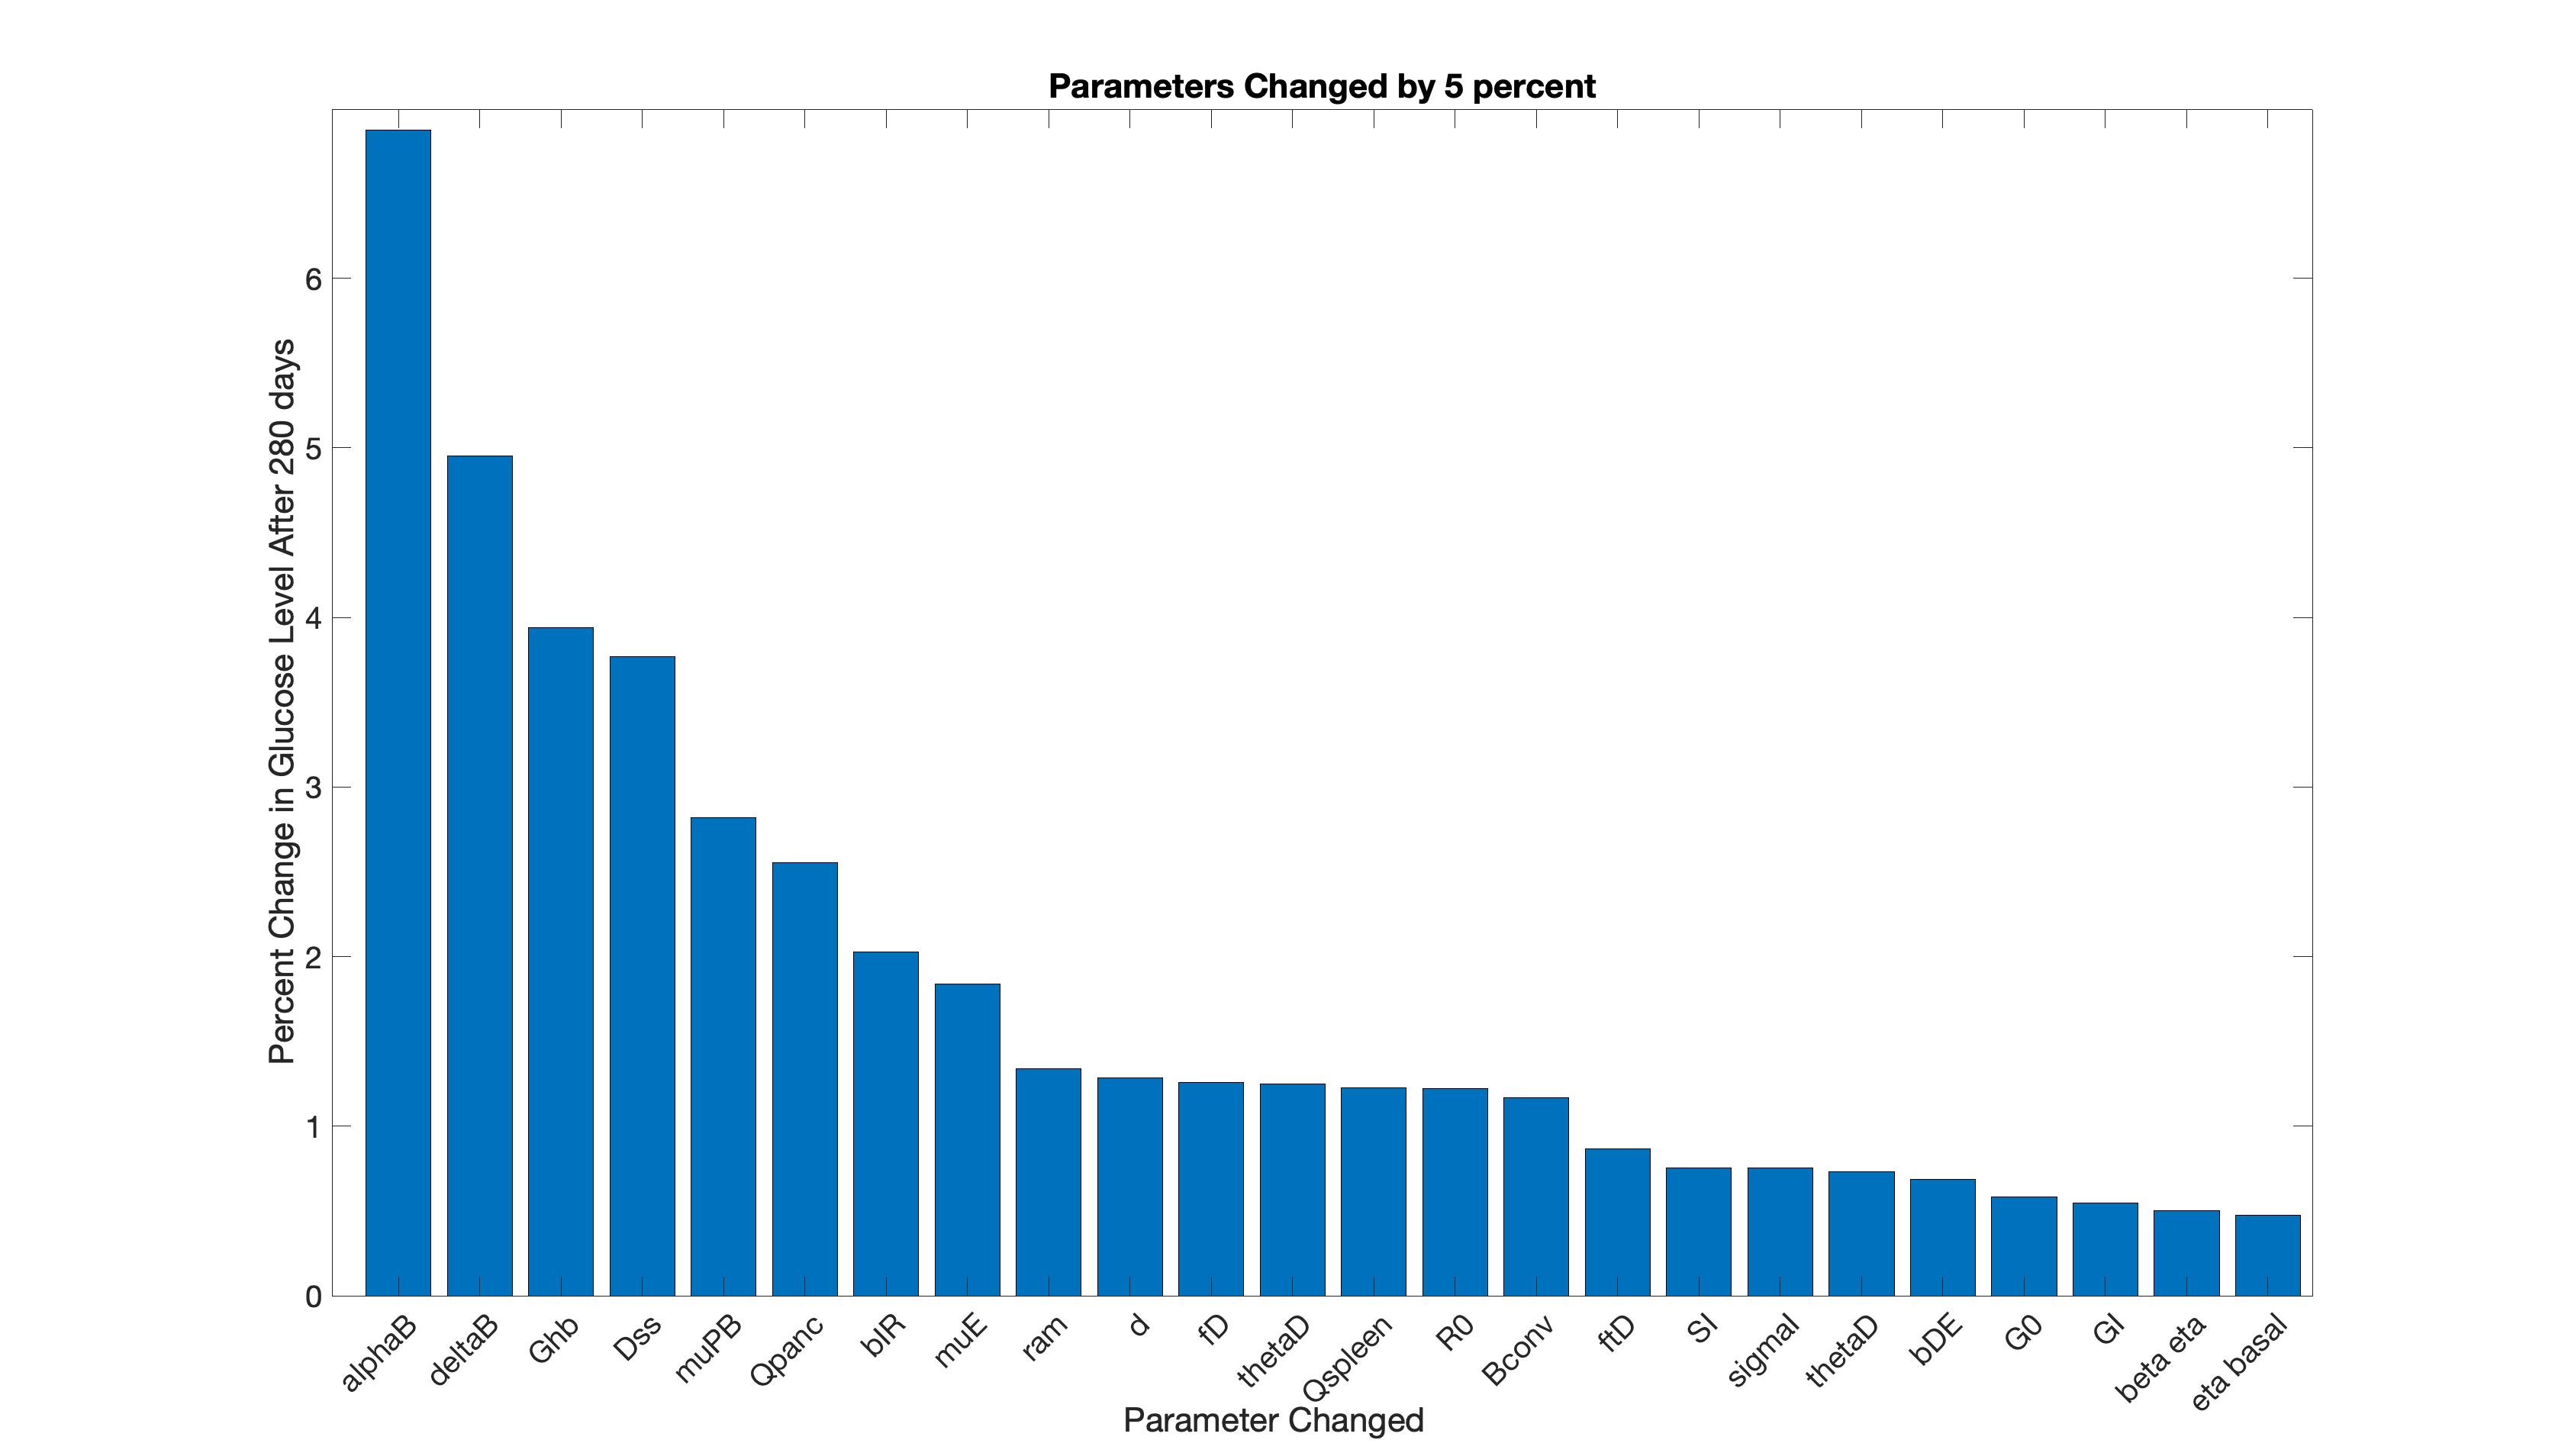 Parameters Changed by 5 percent
Percent Change in Glucose Level After 280 days
6
5
4
3
2
1
0
alphaB
deltaB
Ghb
Dss
muPB
Qpanc
bIR
muE
ram
d
fD
thetaD
Qspleen
R0
Bconv
ftD
SI
sigmaI
thetaD
bDE
G0
GI
beta eta
eta basal
Parameter Changed